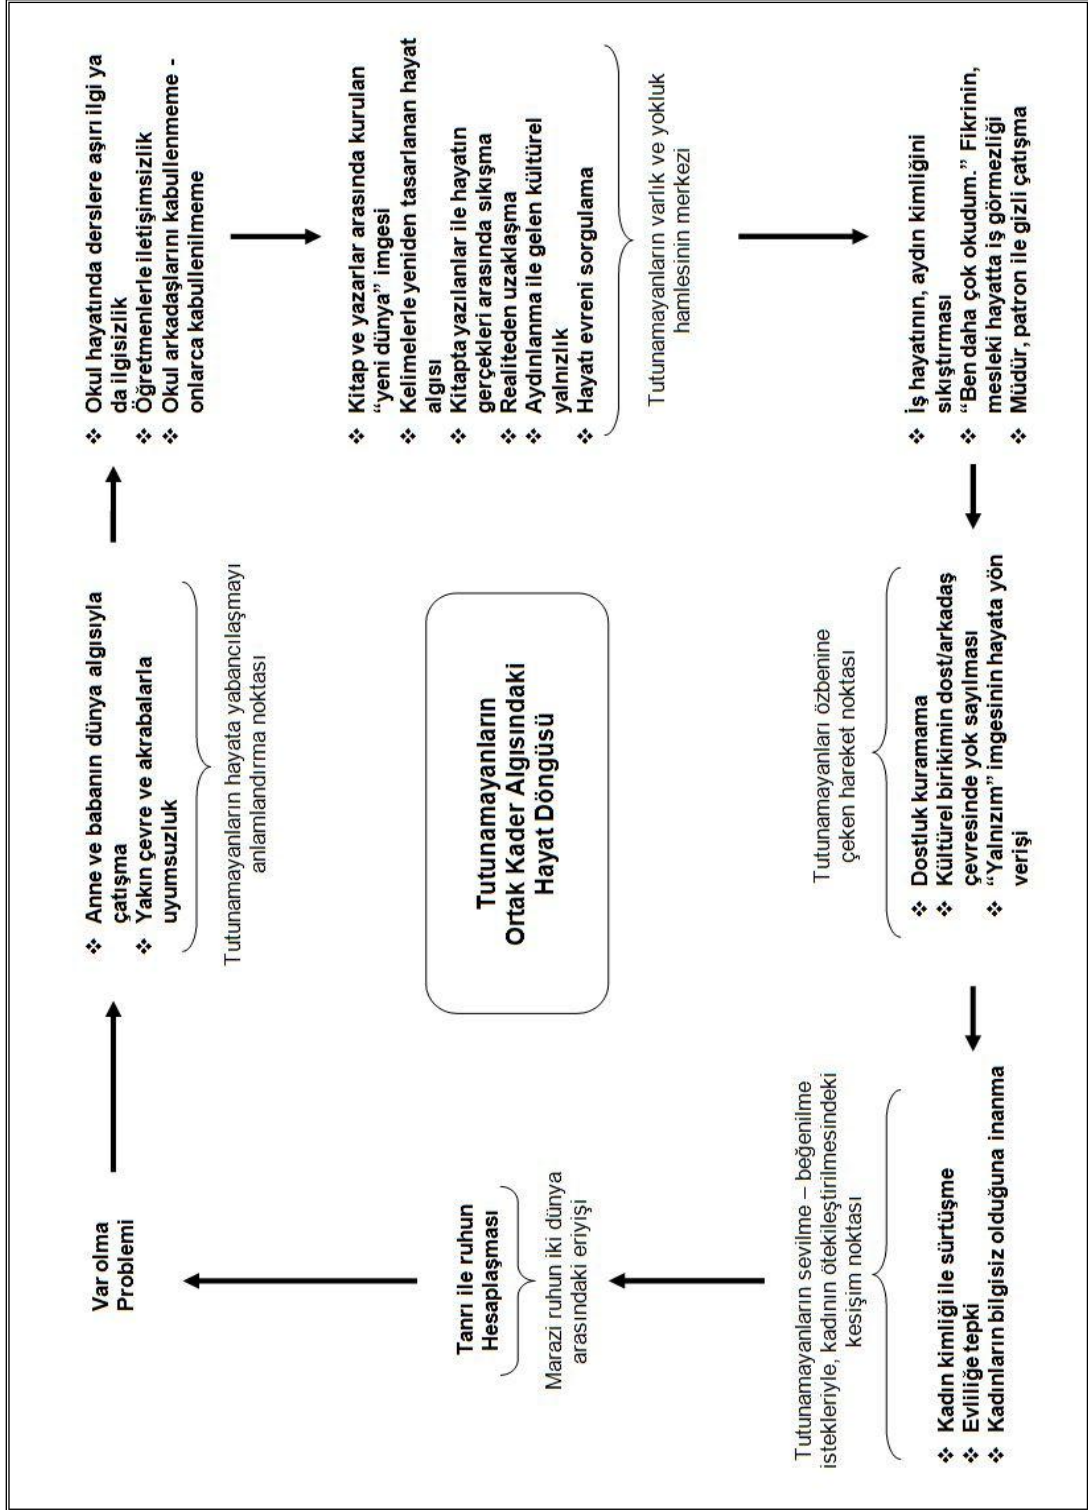 Var olma
Problemi
❖ Anne ve babanın dünya algısıyla
çatışma
❖ Yakın çevre ve akrabalarla
uyumsuzluk
Tutunamayanların hayata yabancılaşmayı
anlamlandırma noktası
❖ Okul hayatında derslere aşırı ilgi ya
da ilgisizlik
❖ Öğretmenlerle iletişimsizlik
❖ Okul arkadaşlarını kabullenmeme -
onlarca kabullenilmeme
❖ Kitap ve yazarlar arasında kurulan
“yeni dünya” imgesi
❖ Kelimelerle yeniden tasarlanan hayat
algısı
❖ Kitapta yazılanlar ile hayatın
gerçekleri arasında sıkışma
❖ Realiteden uzaklaşma
❖ Aydınlanma ile gelen kültürel
yalnızlık
❖ Hayatı evreni sorgulama
Tutunamayanların varlık ve yokluk
hamlesinin merkezi
❖ İş hayatının, aydın kimliğini
sıkıştırması
❖ “Ben daha çok okudum.” Fikrinin,
mesleki hayatta iş görmezliği
❖ Müdür, patron ile gizli çatışma
Tutunamayanları özbenine
çeken hareket noktası
❖ Dostluk kuramama
❖ Kültürel birikimin dost/arkadaş
çevresinde yok sayılması
❖ “Yalnızım” imgesinin hayata yön
verişi
Tutunamayanların sevilme – beğenilme
istekleriyle, kadının ötekileştirilmesindeki
kesişim noktası
❖ Kadın kimliği ile sürtüşme
❖ Evliliğe tepki
❖ Kadınların bilgisiz olduğuna inanma
Tanrı ile ruhun
Hesaplaşması
Marazi ruhun iki dünya
arasındaki eriyişi
Tutunamayanların
Ortak Kader Algısındaki
Hayat Döngüsü